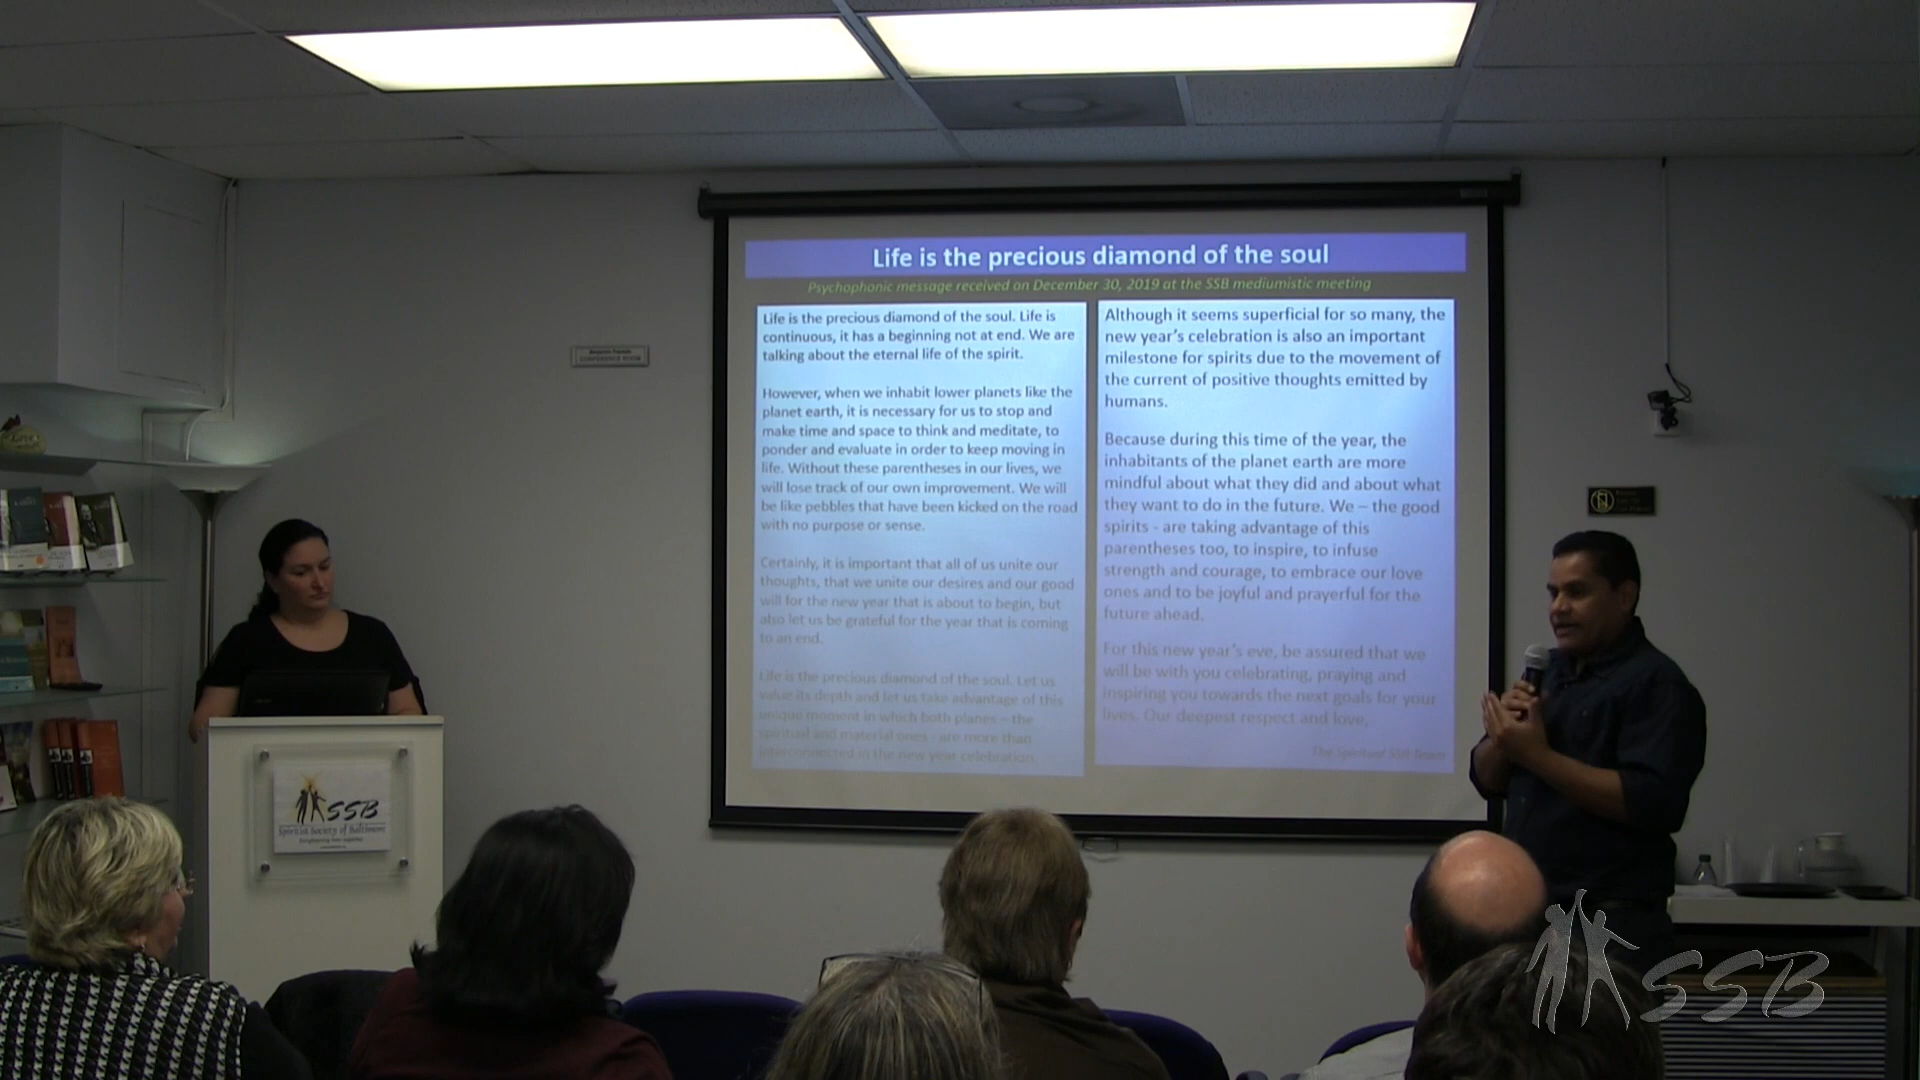 Life is the precious diamond of the soul
Psychophonic message received on December 30, 2019 at the SSB mediumistic meeting
Life is the precious diamond of the soul. Life is
continuous, it has a beginning not at end. We are
talking about the eternal life of the spirit.
However, when we inhabit lower planets like the
planet earth, it is necessary for us to stop and
make time and space to think and meditate, to
ponder and evaluate in order to keep moving in
life. Without these parentheses in our lives, we
will lose track of our own improvement. We will
be like pebbles that have been kicked on the road
with no purpose or sense.
Certainly, it is important that all of us unite our
thoughts, that we unite our desires and our good
will for the new year that is about to begin, but
also let us be grateful for the year that is coming
to an end.
Life is the precious diamond of the soul. Let us
value its depth and let us take advantage of this
unique moment in which both planes – the
spiritual and material ones - are more than
interconnected in the new year celebration.
Although it seems superficial for so many, the
new year's celebration is also an important
milestone for spirits due to the movement of
the current of positive thoughts emitted by
humans.
Because during this time of the year, the
inhabitants of the planet earth are more
mindful about what they did and about what
they want to do in the future. We – the good
spirits - are taking advantage of this
parentheses too, to inspire, to infuse
strength and courage, to embrace our love
ones and to be joyful and prayerful for the
future ahead.
For this new year's eve, be assured that we
will be with you celebrating, praying and
inspiring you towards the next goals for your
lives. Our deepest respect and love,
The Spiritual SSB Team
CONFERENCE ROOM
SSB
Spiritist Society of Baltimore
SSB